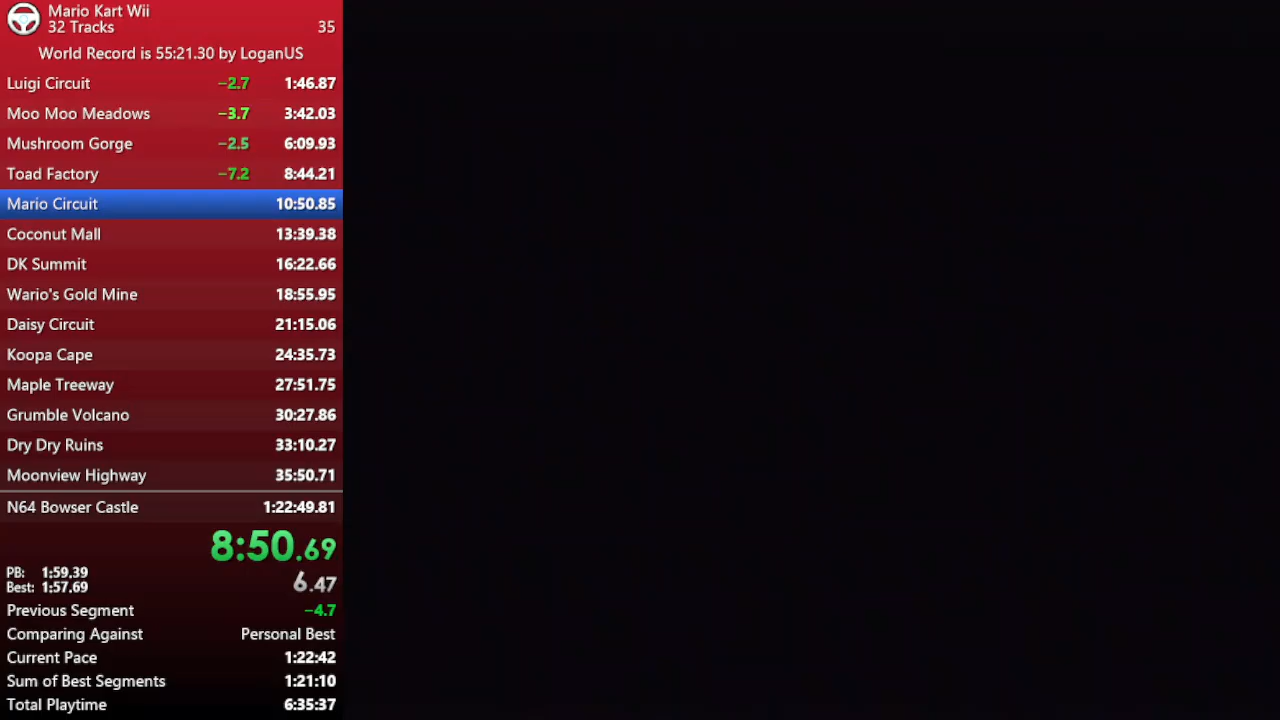 Mario Kart Wii
32 Tracks 35
World Record is 55:21.30 by LoganUS
Luigi Circuit −2.7 1:46.87
Moo Moo Meadows −3.7 3:42.03
Mushroom Gorge −2.5 6:09.93
Toad Factory −7.2 8:44.21
Mario Circuit 10:50.85
Coconut Mall 13:39.38
DK Summit 16:22.66
Wario's Gold Mine 18:55.95
Daisy Circuit 21:15.06
Koopa Cape 24:35.73
Maple Treeway 27:51.75
Grumble Volcano 30:27.86
Dry Dry Ruins 33:10.27
Moonview Highway 35:50.71
N64 Bowser Castle 1:22:49.81
8:50.69
PB: 1:59.39
Best: 1:57.69
6.47
Previous Segment −4.7
Comparing Against Personal Best
Current Pace 1:22:42
Sum of Best Segments 1:21:10
Total Playtime 6:35:37